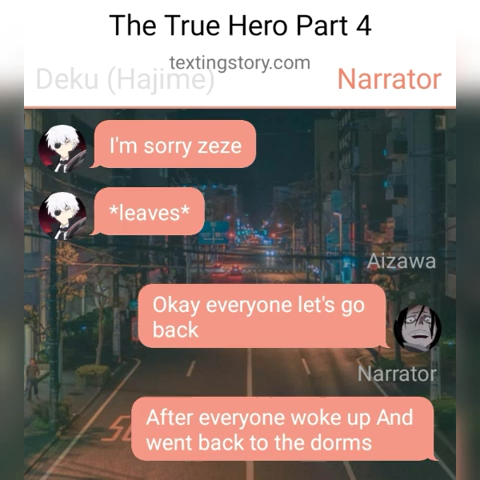 The True Hero Part 4
textingstory.com
Deku (Hajime)
Narrator
I'm sorry zeze
*leaves*
Aizawa
Okay everyone let's go
back
Narrator
After everyone woke up And
went back to the dorms